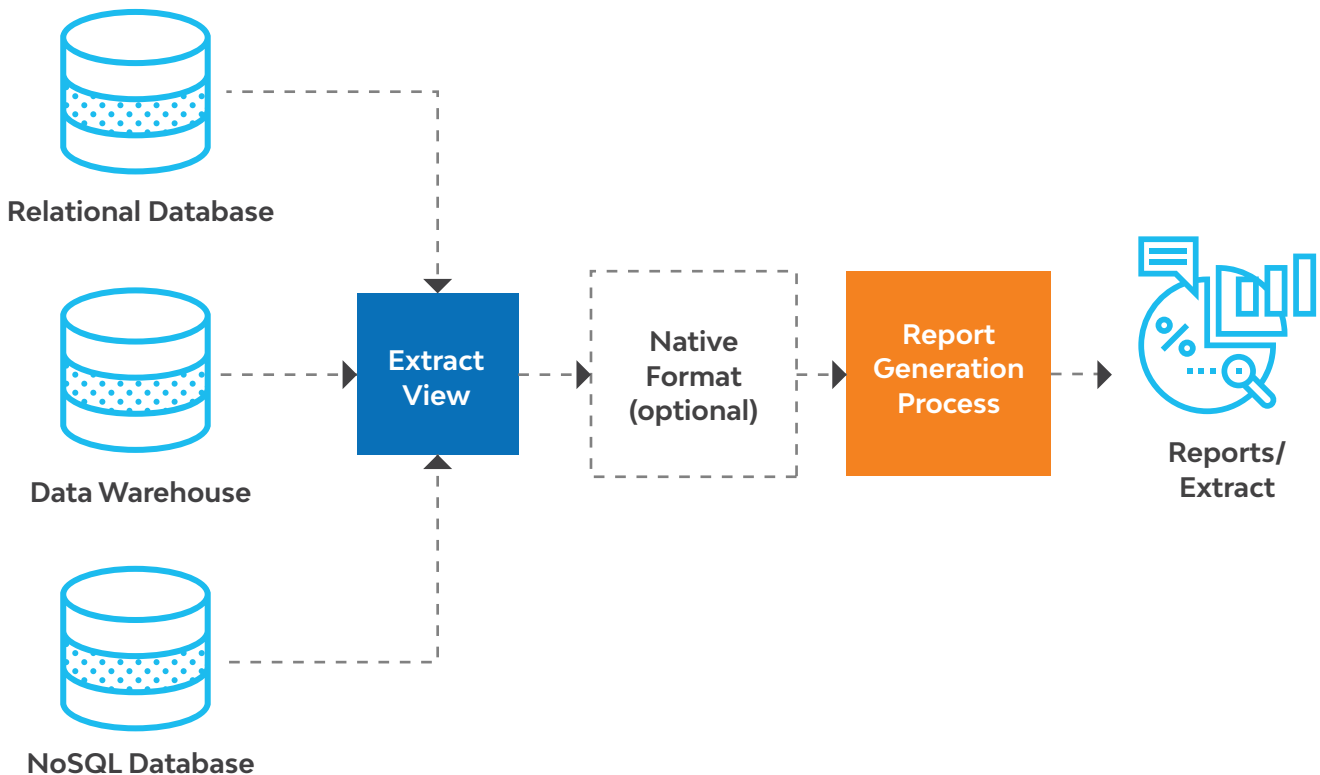 Relational Database
Data Warehouse
NoSQL Database
Extract
View
Native
Format
(optional)
Report
Generation
Process
%
Reports/
Extract